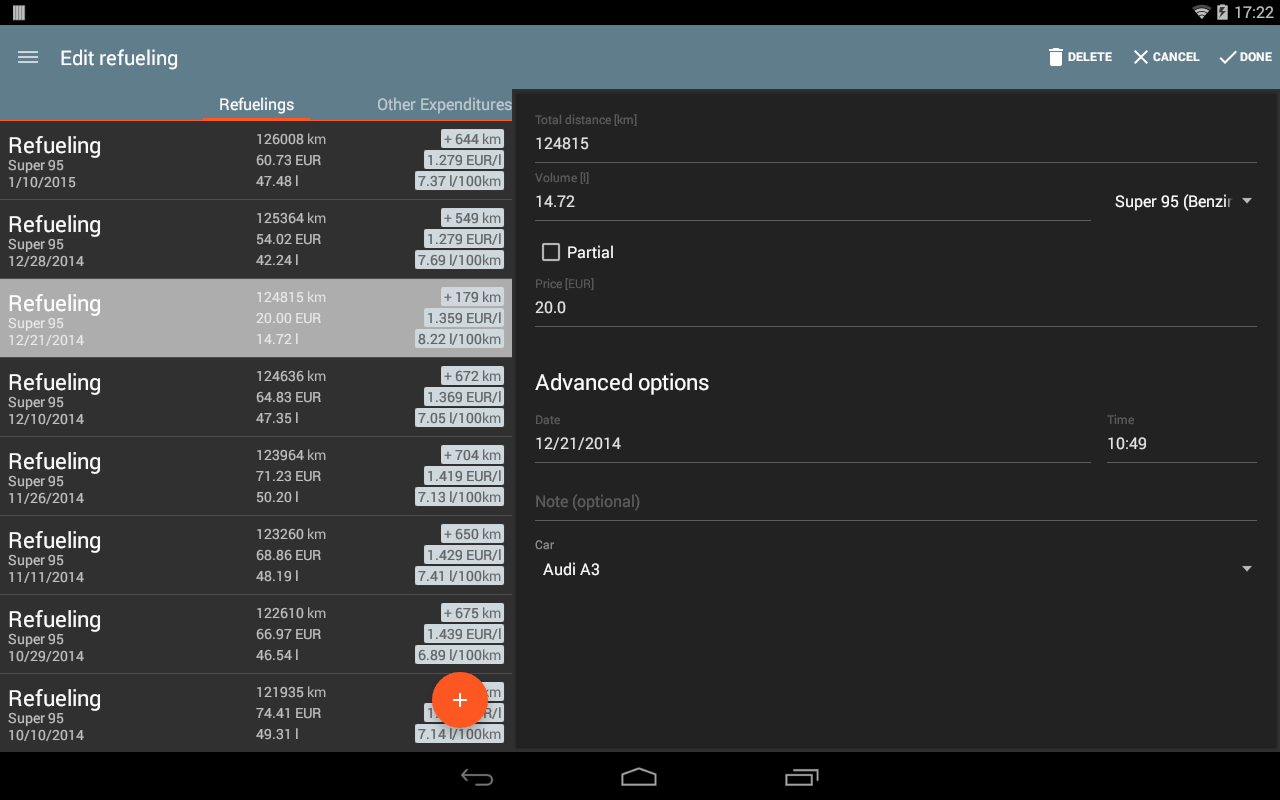 17:22
Edit refueling
DELETE
CANCEL
DONE
Refuelings
Other Expenditures
Refueling
Super 95
1/10/2015
126008 km
60.73 EUR
47.48 l
+ 644 km
1.279 EUR/l
7.37 l/100km
Refueling
Super 95
12/28/2014
125364 km
54.02 EUR
42.24 l
+ 549 km
1.279 EUR/l
7.69 l/100km
Refueling
Super 95
12/21/2014
124815 km
20.00 EUR
14.72 l
+ 179 km
1.359 EUR/l
8.22 l/100km
Refueling
Super 95
12/10/2014
124636 km
64.83 EUR
47.35 l
+ 672 km
1.369 EUR/l
7.05 l/100km
Refueling
Super 95
11/26/2014
123964 km
71.23 EUR
50.20 l
+ 704 km
1.419 EUR/l
7.13 l/100km
Refueling
Super 95
11/11/2014
123260 km
68.86 EUR
48.19 l
+ 650 km
1.429 EUR/l
7.41 l/100km
Refueling
Super 95
10/29/2014
122610 km
66.97 EUR
46.54 l
+ 675 km
1.439 EUR/l
6.89 l/100km
Refueling
Super 95
10/10/2014
121935 km
74.41 EUR
49.31 l
km
7.14 l/100km
+
Total distance [km]
124815
Volume [l]
14.72
Super 95 (Benzin
Partial
Price [EUR]
20.0
Advanced options
Date
12/21/2014
Time
10:49
Note (optional)
Car
Audi A3